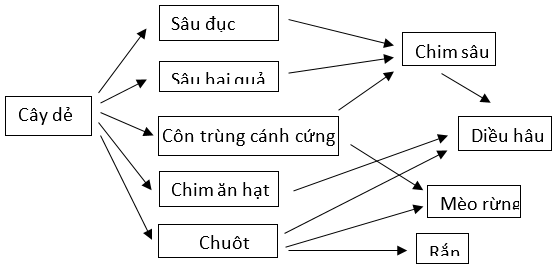 Sâu đục
Chim sâu
Sâu hại quả
Cây dẻ
Côn trùng cánh cứng
Diều hâu
Chim ăn hạt
Mèo rừng
Chuột
Rắn